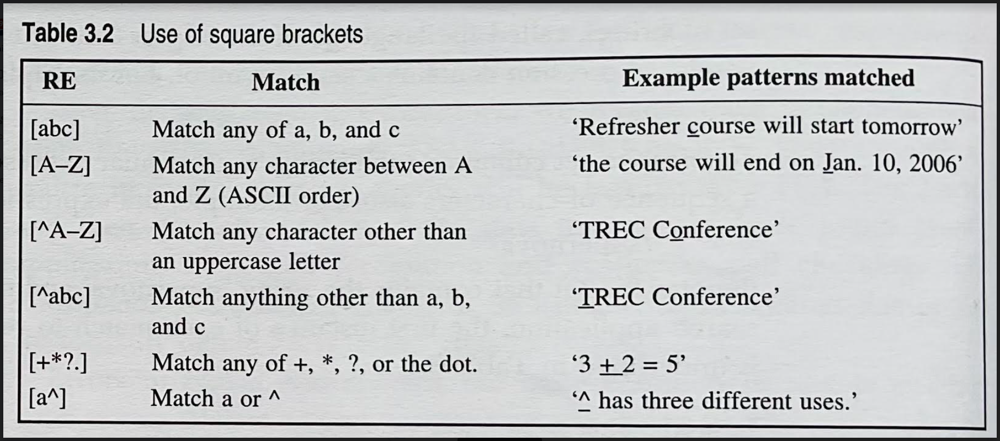 Table 3.2 Use of square brackets
RE Match Example patterns matched
[abc] Match any of a, b, and c ‘Refresher course will start tomorrow’
[A–Z] Match any character between A ‘the course will end on Jan. 10, 2006’
and Z (ASCII order)
[^A–Z] Match any character other than ‘TREC Conference’
an uppercase letter
[^abc] Match anything other than a, b, ‘TREC Conference’
and c
[+*?.] Match any of +, *, ?, or the dot. ‘3 + 2 = 5’
[a^] Match a or ^ ‘^ has three different uses.’